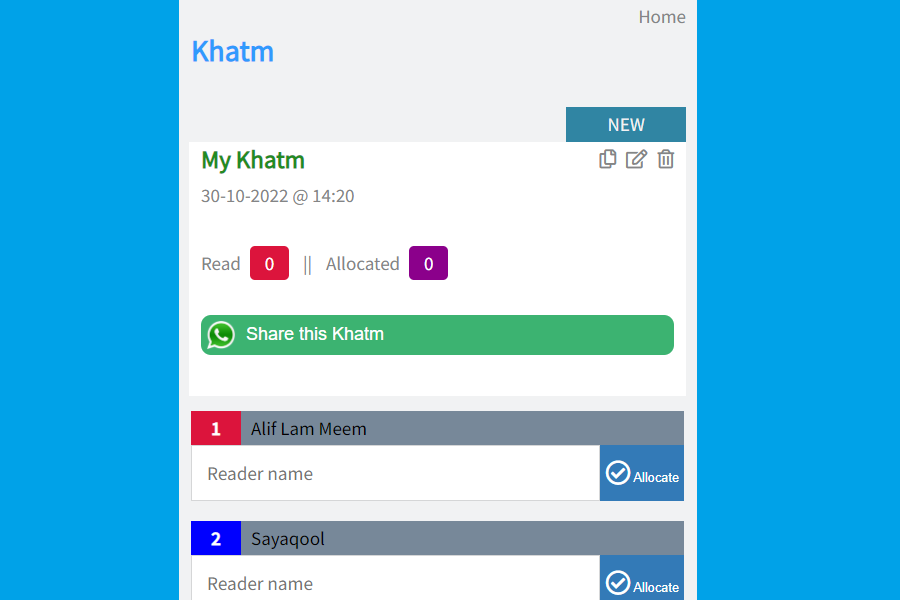 Home
Khatm
NEW
My Khatm
30-10-2022 @ 14:20
Read 0 || Allocated 0
Share this Khatm
1 Alif Lam Meem
Reader name Allocate
2 Sayaqool
Reader name Allocate